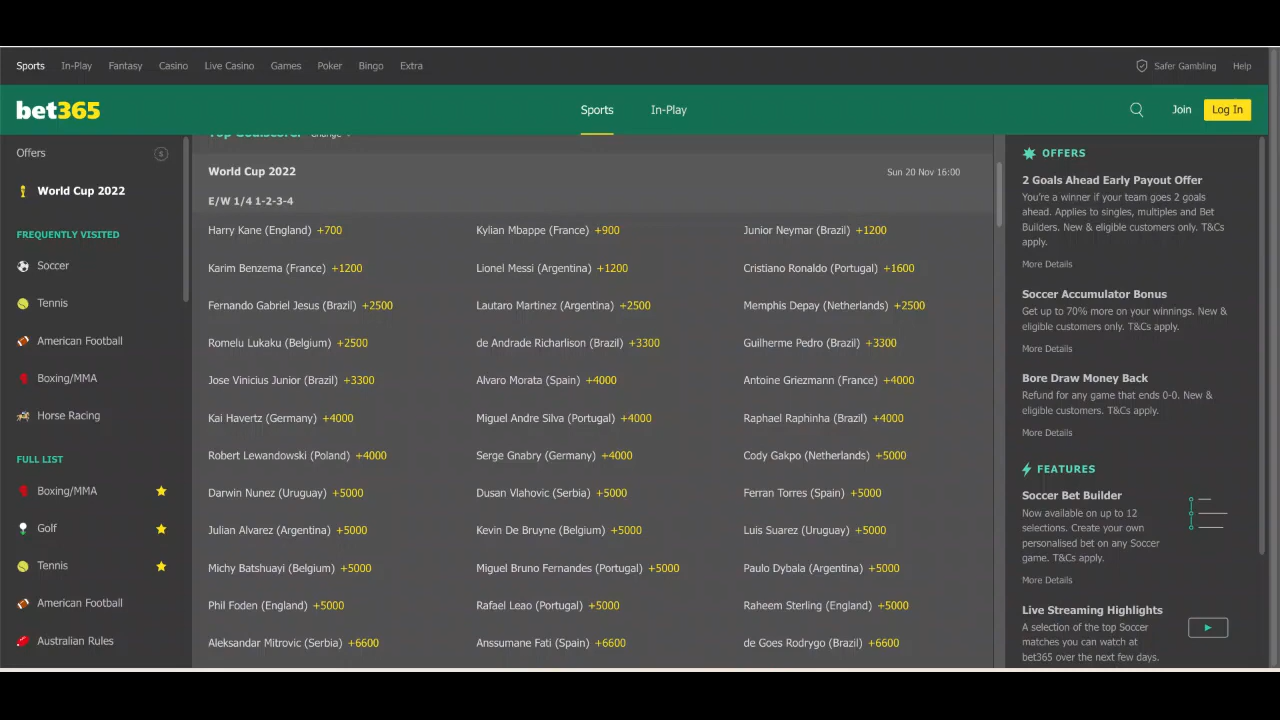 Sports In-Play Fantasy Casino Live Casino Games Poker Bingo Extra Safer Gambling Help
bet365 Sports In-Play Join Log In
Offers
World Cup 2022
FREQUENTLY VISITED
Soccer
Tennis
American Football
Boxing/MMA
Horse Racing
FULL LIST
Boxing/MMA
Golf
Tennis
American Football
Australian Rules
Top Goalscorer Change
World Cup 2022 Sun 20 Nov 16:00
E/W 1/4 1-2-3-4
Harry Kane (England) +700 Kylian Mbappe (France) +900 Junior Neymar (Brazil) +1200
Karim Benzema (France) +1200 Lionel Messi (Argentina) +1200 Cristiano Ronaldo (Portugal) +1600
Fernando Gabriel Jesus (Brazil) +2500 Lautaro Martinez (Argentina) +2500 Memphis Depay (Netherlands) +2500
Romelu Lukaku (Belgium) +2500 de Andrade Richarlison (Brazil) +3300 Guilherme Pedro (Brazil) +3300
Jose Vinicius Junior (Brazil) +3300 Alvaro Morata (Spain) +4000 Antoine Griezmann (France) +4000
Kai Havertz (Germany) +4000 Miguel Andre Silva (Portugal) +4000 Raphael Raphinha (Brazil) +4000
Robert Lewandowski (Poland) +4000 Serge Gnabry (Germany) +4000 Cody Gakpo (Netherlands) +5000
Darwin Nunez (Uruguay) +5000 Dusan Vlahovic (Serbia) +5000 Ferran Torres (Spain) +5000
Julian Alvarez (Argentina) +5000 Kevin De Bruyne (Belgium) +5000 Luis Suarez (Uruguay) +5000
Michy Batshuayi (Belgium) +5000 Miguel Bruno Fernandes (Portugal) +5000 Paulo Dybala (Argentina) +5000
Phil Foden (England) +5000 Rafael Leao (Portugal) +5000 Raheem Sterling (England) +5000
Aleksandar Mitrovic (Serbia) +6600 Anssumane Fati (Spain) +6600 de Goes Rodrygo (Brazil) +6600
OFFERS
2 Goals Ahead Early Payout Offer
You're a winner if your team goes 2 goals
ahead. Applies to singles, multiples and Bet
Builders. New & eligible customers only. T&Cs
apply.
More Details
Soccer Accumulator Bonus
Get up to 70% more on your winnings. New &
eligible customers only. T&Cs apply.
More Details
Bore Draw Money Back
Refund for any game that ends 0-0. New &
eligible customers. T&Cs apply.
More Details
FEATURES
Soccer Bet Builder
Now available on up to 12
selections. Create your own
personalised bet on any Soccer
game. T&Cs apply.
More Details
Live Streaming Highlights
A selection of the top Soccer
matches you can watch at
bet365 over the next few days.